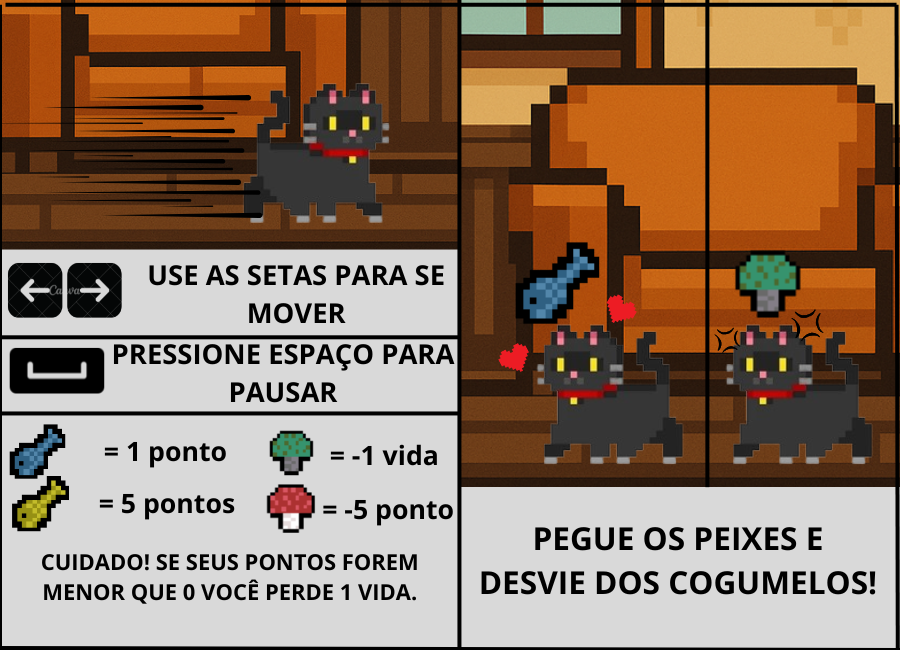 USE AS SETAS PARA SE
MOVER
PRESSIONE ESPAÇO PARA
PAUSAR
= 1 ponto
= -1 vida
= 5 pontos
= -5 ponto
CUIDADO! SE SEUS PONTOS FOREM
MENOR QUE 0 VOCÊ PERDE 1 VIDA.
PEGUE OS PEIXES E
DESVIE DOS COGUMELOS!